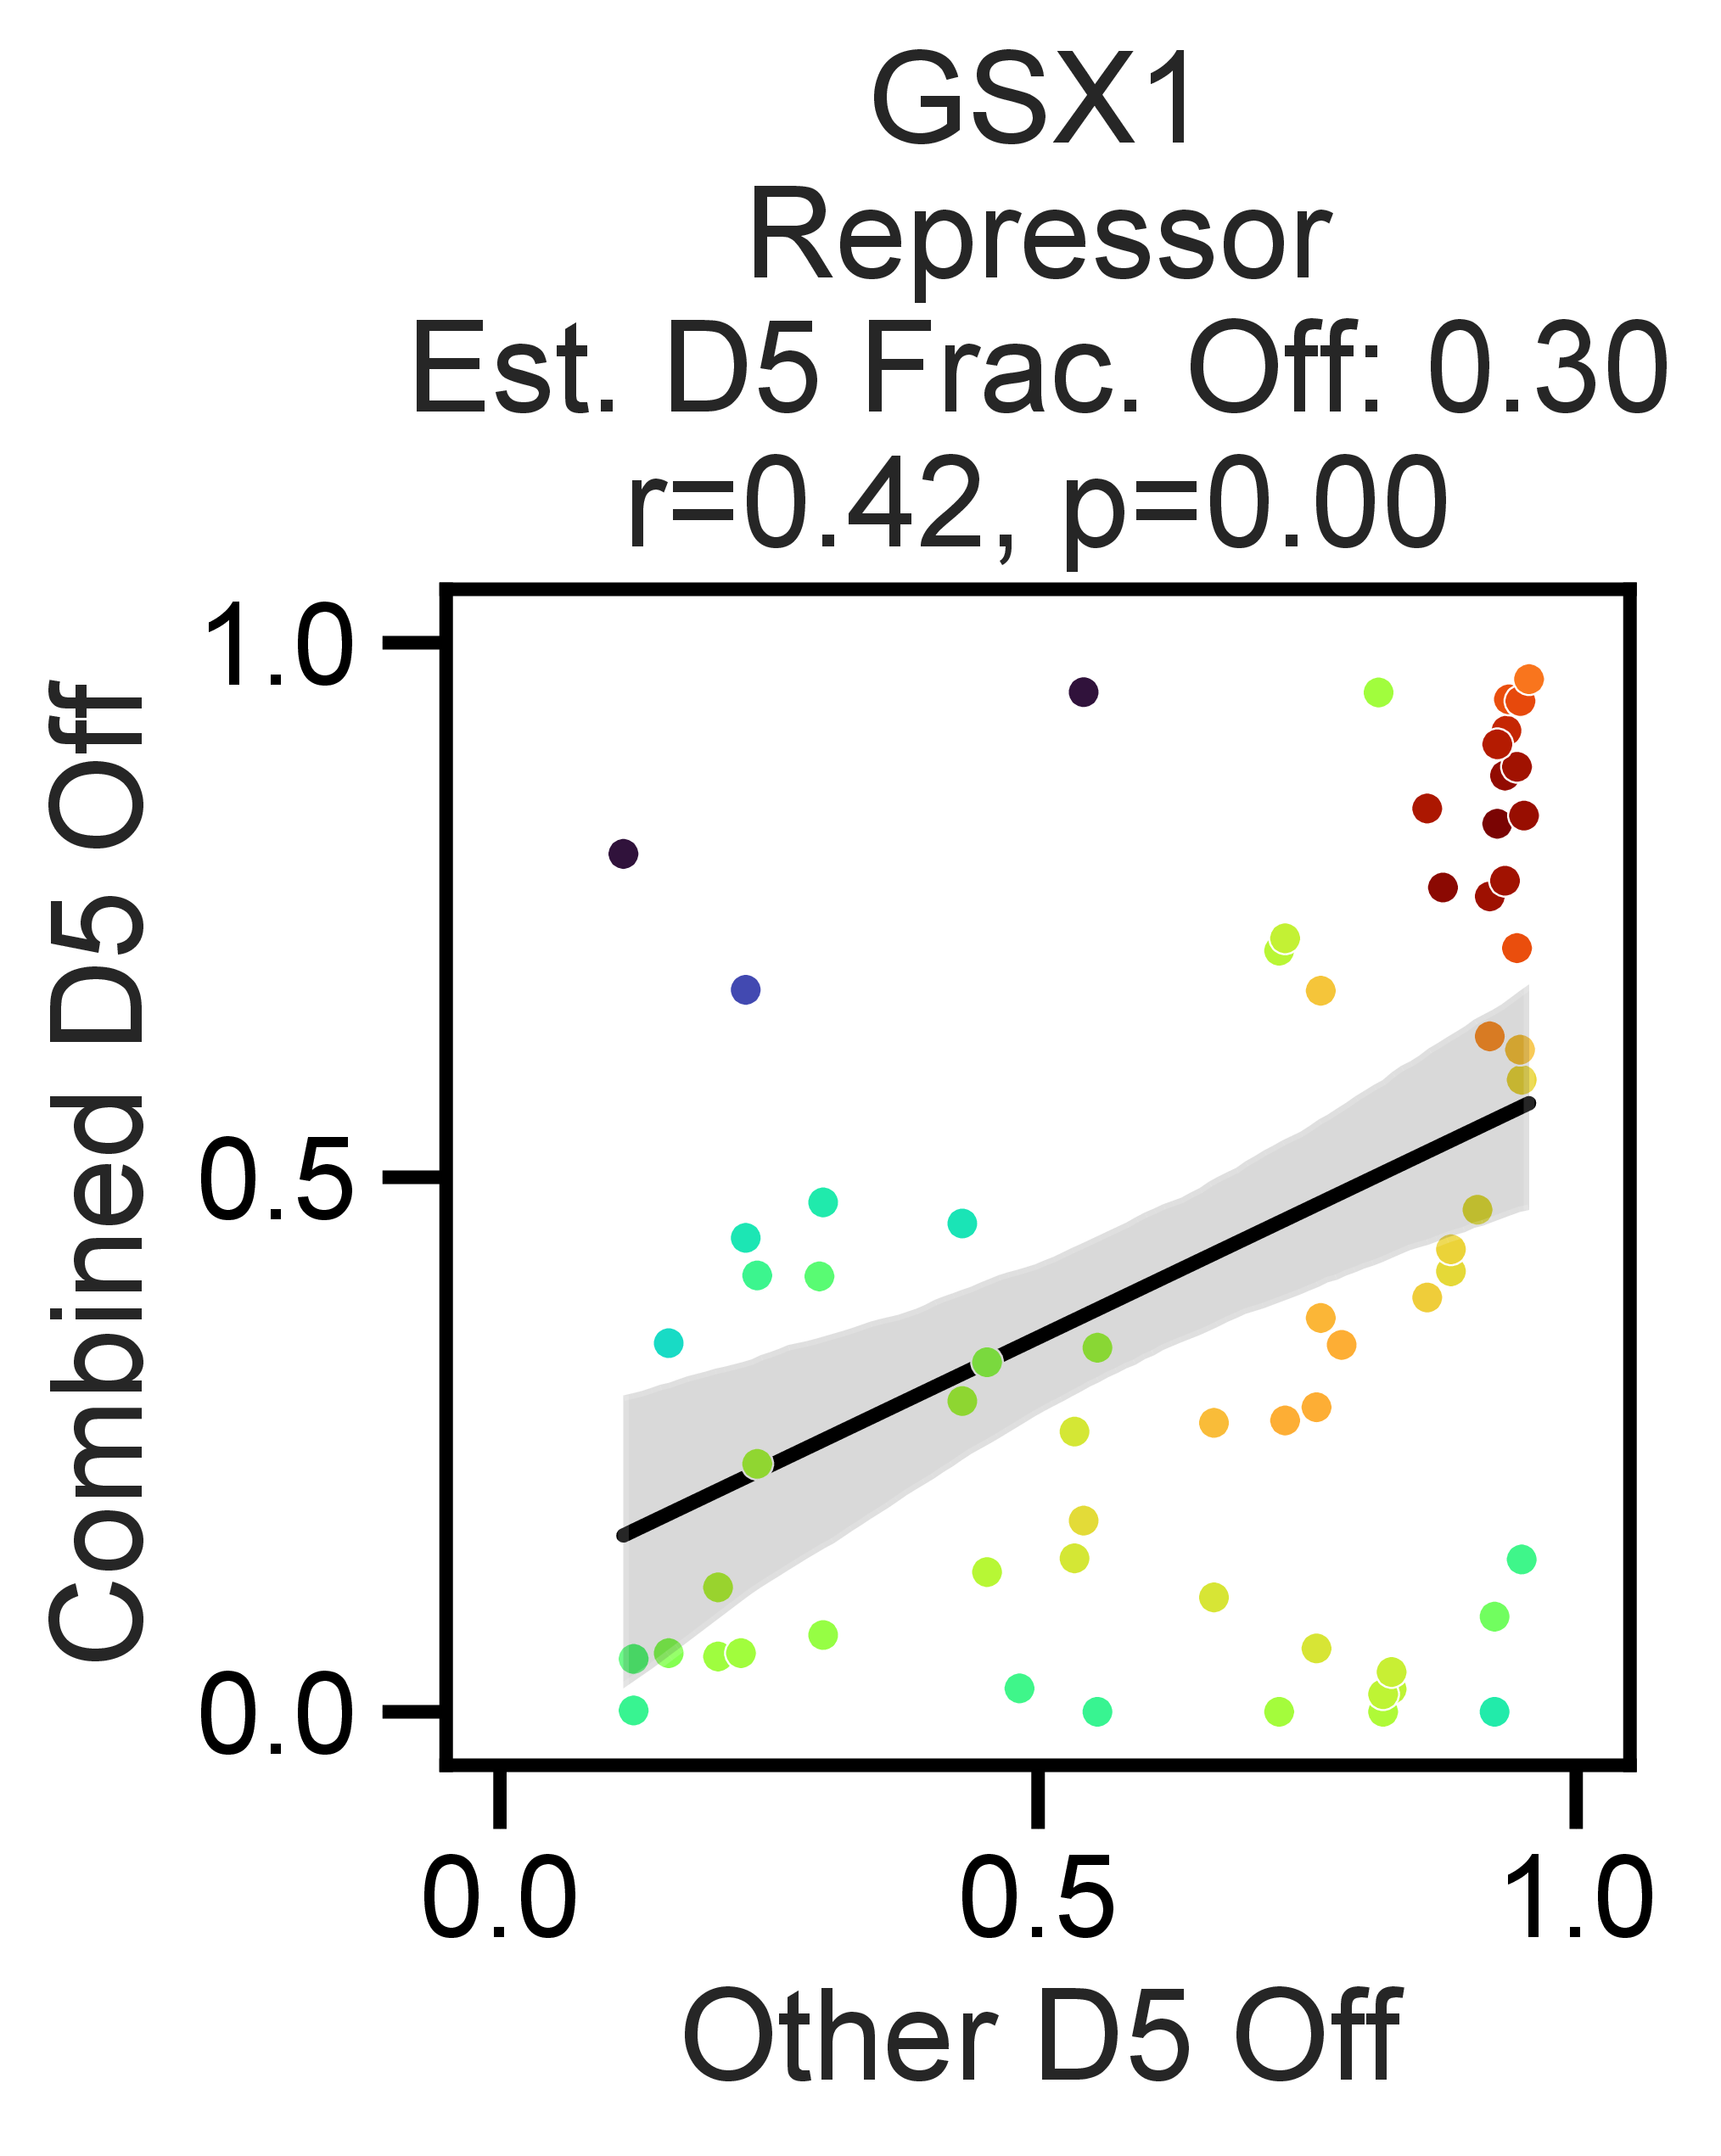 GSX1
Repressor
Est. D5 Frac. Off: 0.30
r=0.42, p=0.00
1.0
0.5
0.0
Combined D5 Off
0.0 0.5 1.0
Other D5 Off